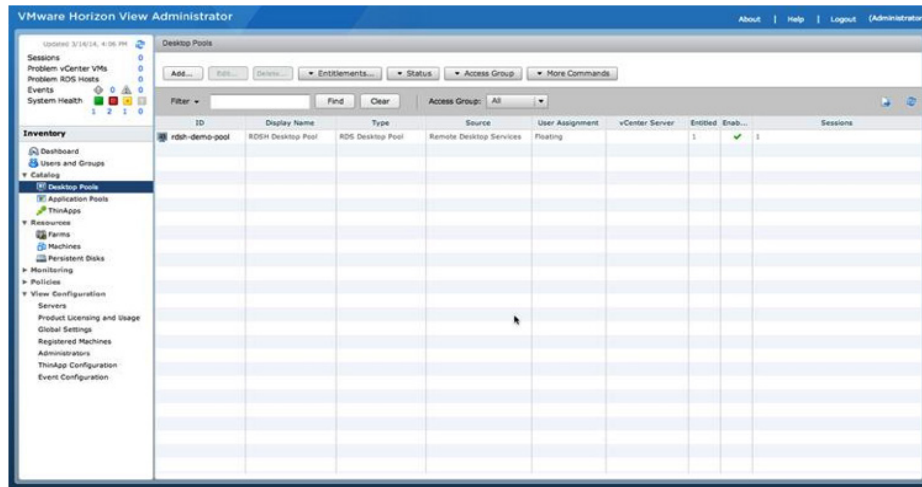 VMware Horizon View Administrator
About | Help | Logout (Administrator
Updated 3/14/14, 4:06 PM
Sessions 0
Problem vCenter VMs 0
Problem RDS Hosts 0
Events 0 0
System Health
1 2 1 0
Inventory
Dashboard
Users and Groups
Catalog
Desktop Pools
Application Pools
ThinApps
Resources
Farms
Machines
Persistent Disks
Monitoring
Policies
View Configuration
Servers
Product Licensing and Usage
Global Settings
Registered Machines
Administrators
ThinApp Configuration
Event Configuration
Desktop Pools
Add... Edit... Delete... Entitlements... Status Access Group More Commands
Filter Find Clear Access Group: All
ID Display Name Type Source User Assignment vCenter Server Entitled Enab... Sessions
rdsh-demo-pool RDSH Desktop Pool RDS Desktop Pool Remote Desktop Services Floating 1 1